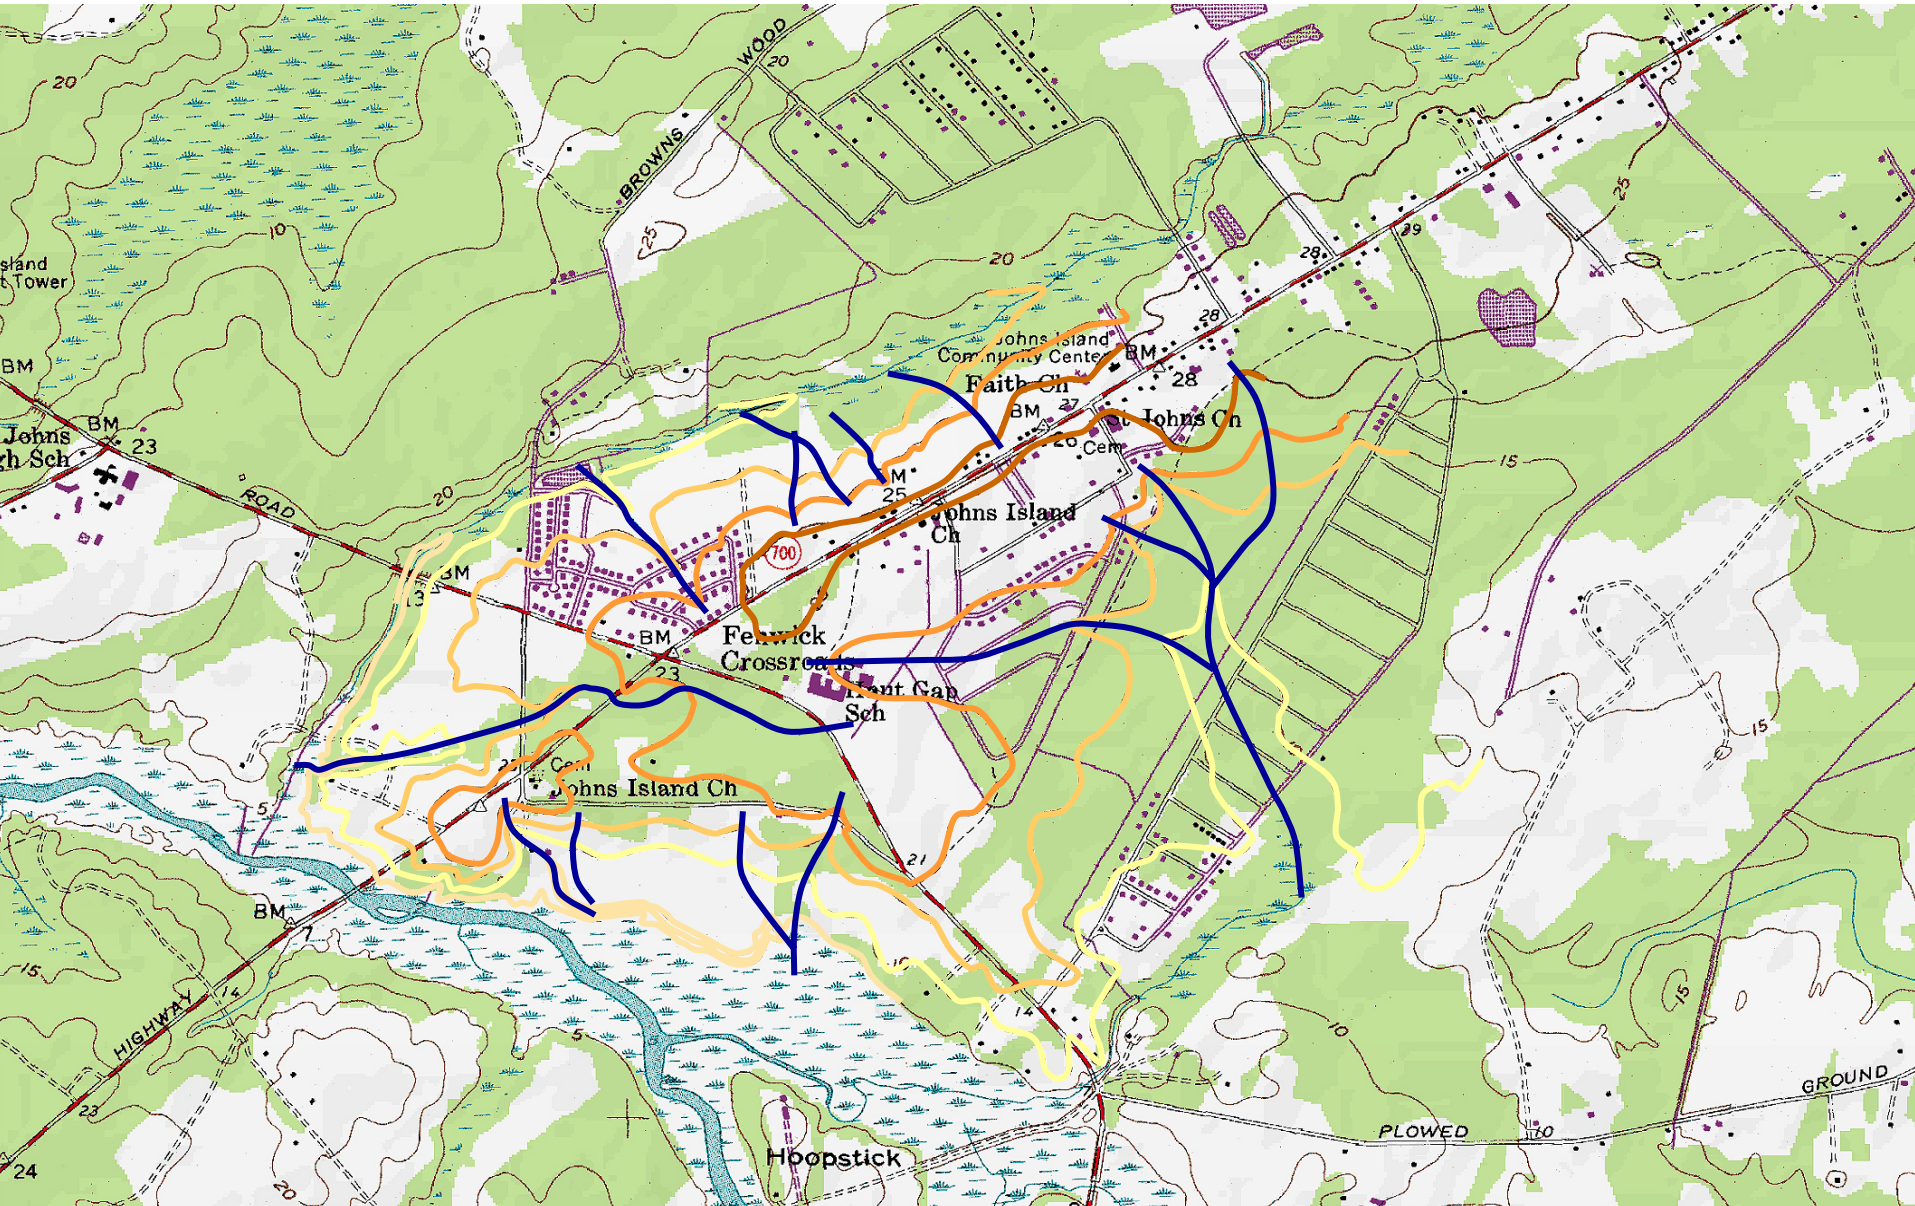 WOOD
20
20
BROWNS
25
25
10
29
sland
t Tower
20
28
28
Johns Island
Community Center
BM
BM
28
Faith Ch
27
BM
BM
23
Johns
gh Sch
St Johns Ch
26
Cem
15
ROAD
20
M
25
Johns Island
Ch
700
BM
13
BM
23
Fenwick
Crossroads
Haut Gap
Sch
15
10
Cem
Johns Island Ch
5
21
BM
7
15
10
14
15
14
HIGHWAY
5
10
23
GROUND
PLOWED
10
Hoopstick
24
20